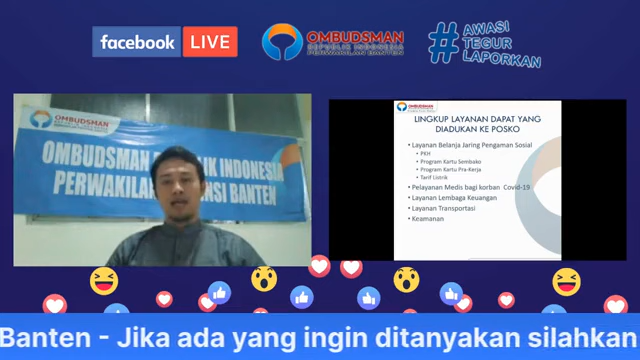 facebook LIVE
OMBUDSMAN
REPUBLIK INDONESIA
PERWAKILAN BANTEN
#AWASI
TEGUR
LAPORKAN
OMBUDSMAN
OMBUDSMAN REPUBLIK INDONESIA
PERWAKILAN PROVINSI BANTEN
OMBUDSMAN
LINGKUP LAYANAN DAPAT YANG
DIADUKAN KE POSKO
• Layanan Belanja Jaring Pengaman Sosial
• PKH
• Program Kartu Sembako
• Program Kartu Pra-Kerja
• Tarif Listrik
• Pelayanan Medis bagi korban Covid-19
• Layanan Lembaga Keuangan
• Layanan Transportasi
• Keamanan
Banten - Jika ada yang ingin ditanyakan silahkan